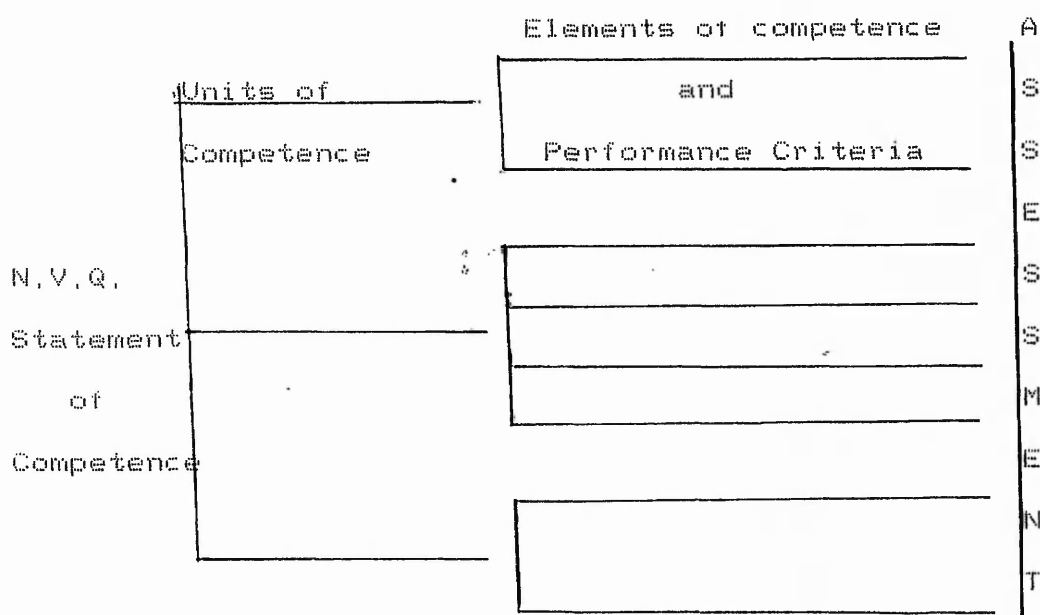 Elements of competence
and
Performance Criteria
Units of
Competence
N.V.Q.
Statement
of
Competence
A
S
S
E
S
S
M
E
N
T